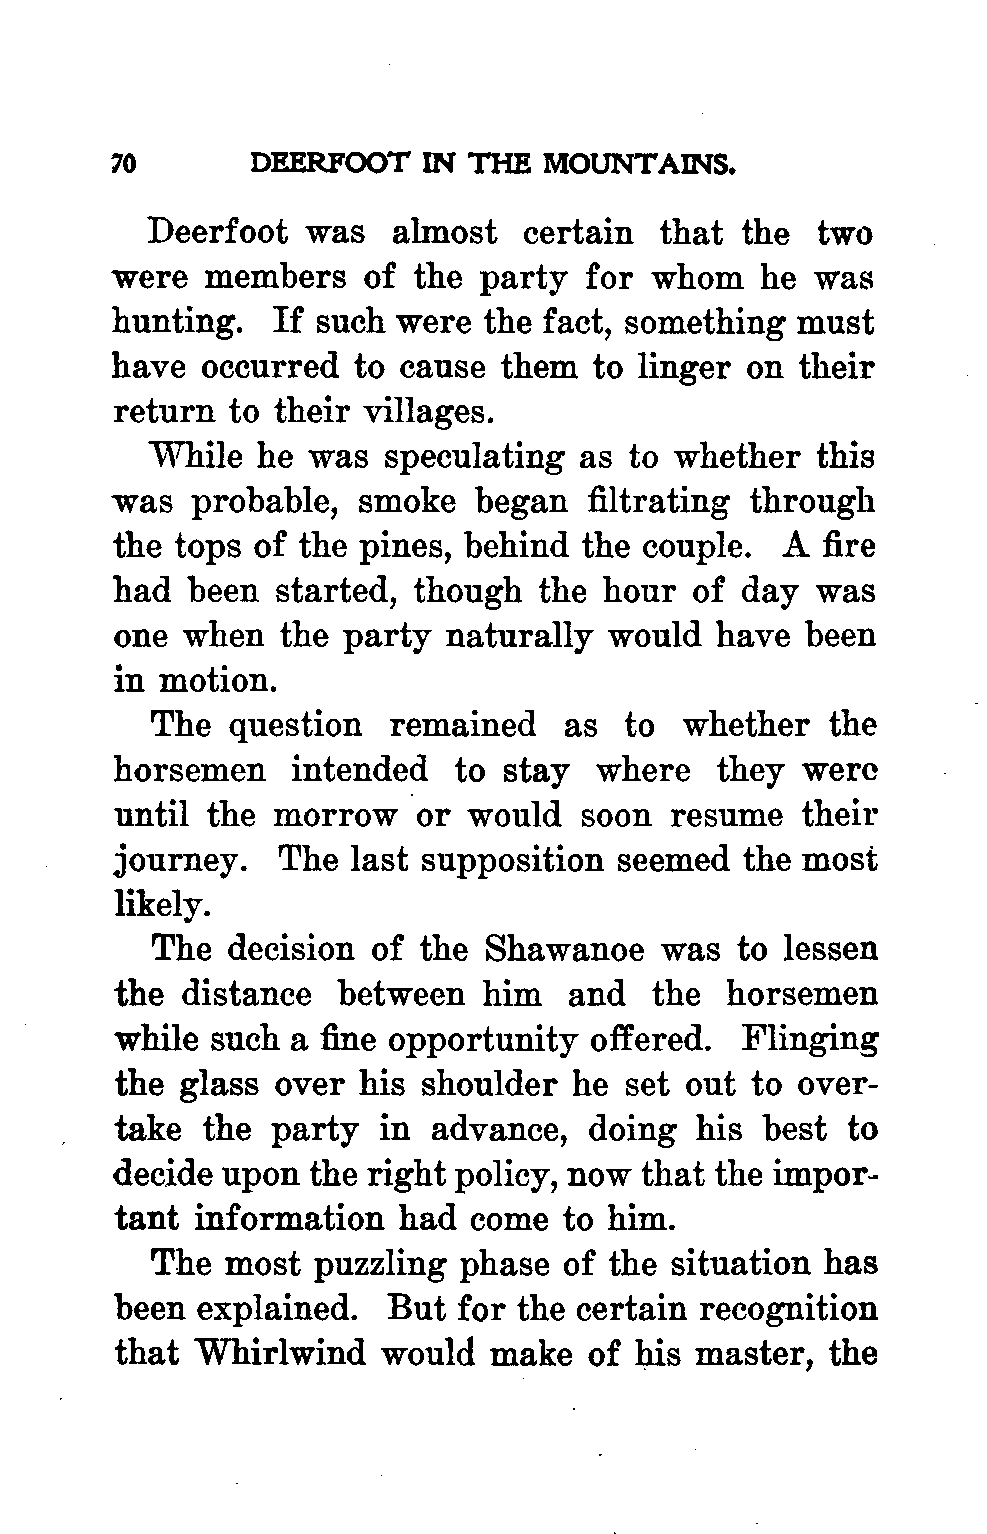 70 DEERFOOT IN THE MOUNTAINS.
Deerfoot was almost certain that the two
were members of the party for whom he was
hunting. If such were the fact, something must
have occurred to cause them to linger on their
return to their villages.
While he was speculating as to whether this
was probable, smoke began filtrating through
the tops of the pines, behind the couple. A fire
had been started, though the hour of day was
one when the party naturally would have been
in motion.
The question remained as to whether the
horsemen intended to stay where they were
until the morrow or would soon resume their
journey. The last supposition seemed the most
likely.
The decision of the Shawanoe was to lessen
the distance between him and the horsemen
while such a fine opportunity offered. Flinging
the glass over his shoulder he set out to over-
take the party in advance, doing his best to
decide upon the right policy, now that the impor-
tant information had come to him.
The most puzzling phase of the situation has
been explained. But for the certain recognition
that Whirlwind would make of his master, the